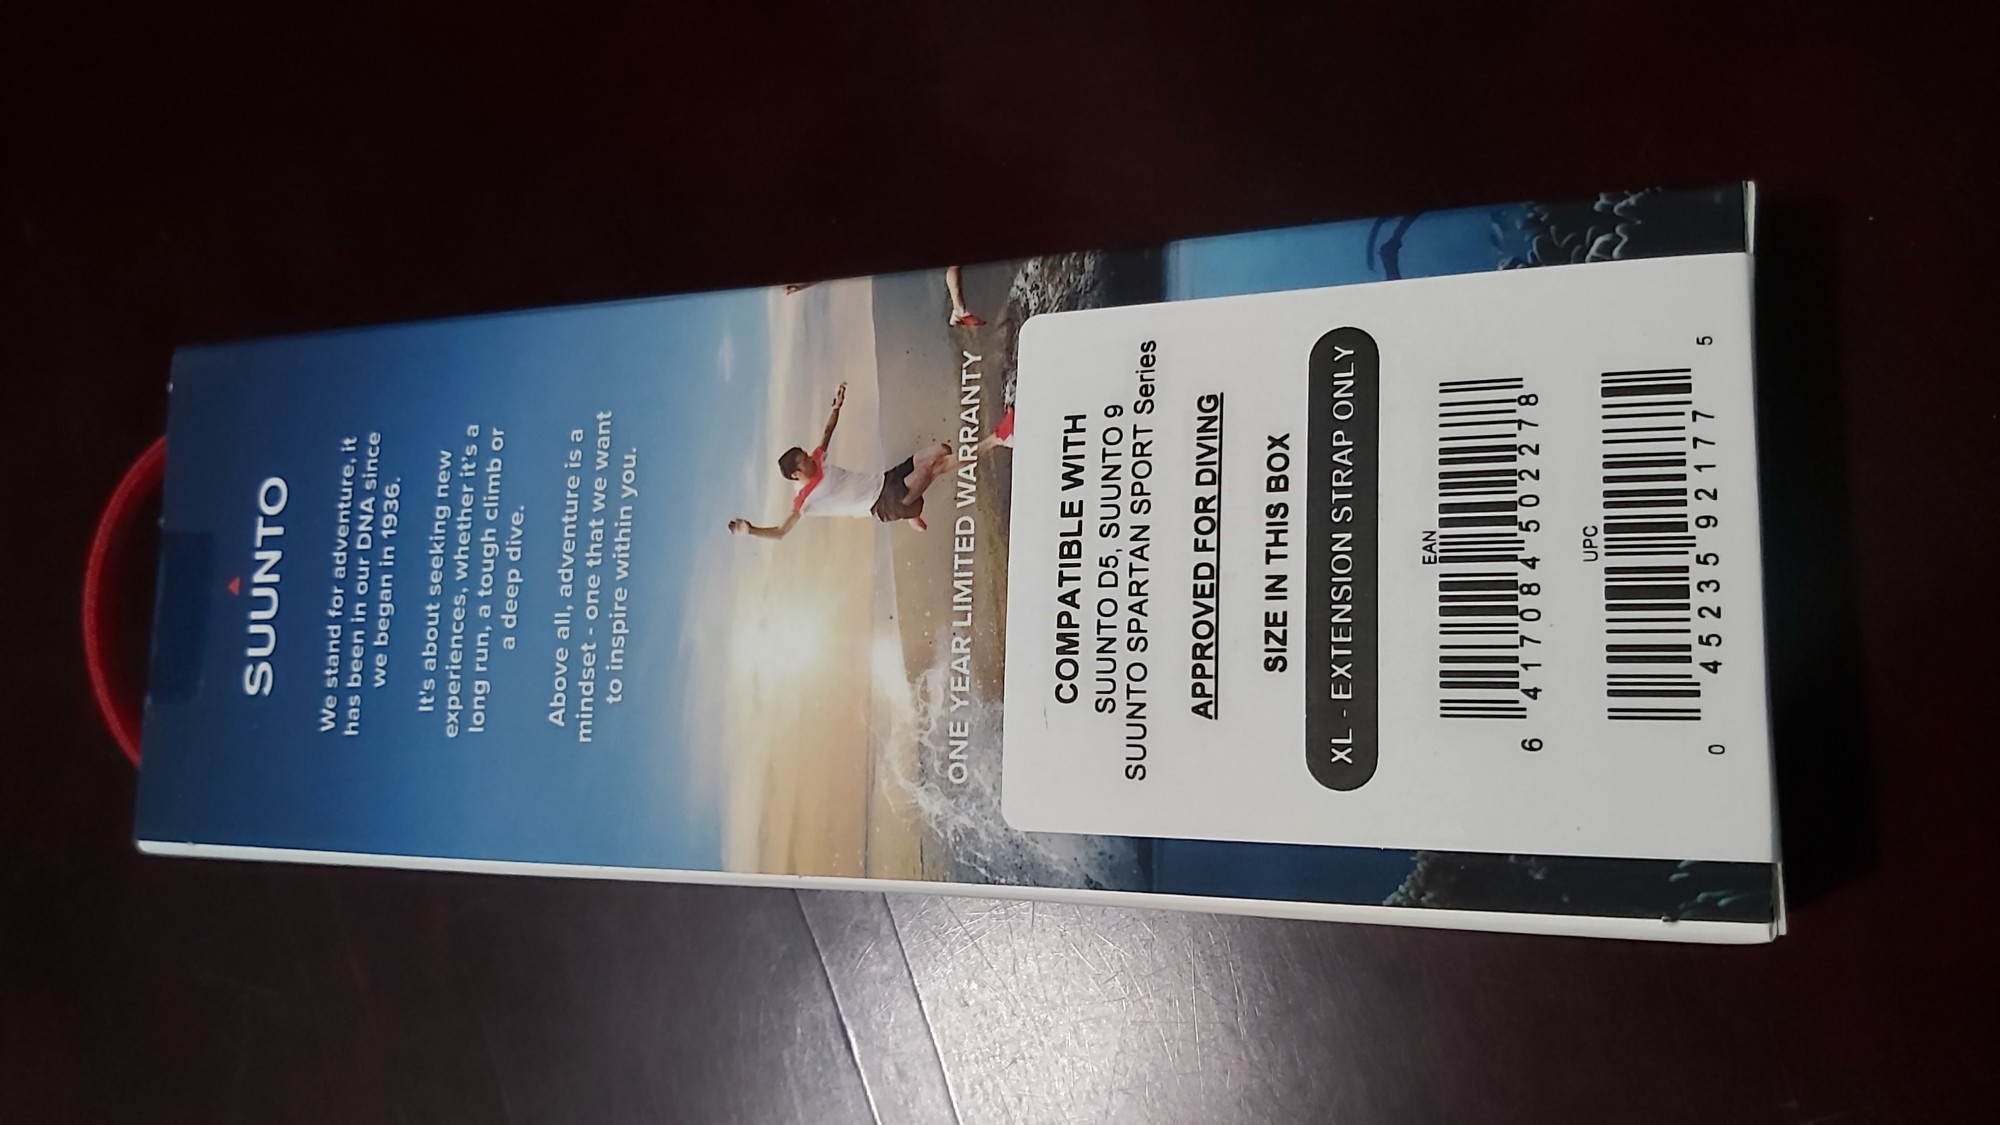 SUUNTO
We stand for adventure, it
has been in our DNA since
we began in 1936.
It's about seeking new
experiences, whether it's a
long run, a tough climb or
a deep dive.
Above all, adventure is a
mindset - one that we want
to inspire within you.
ONE YEAR LIMITED WARRANTY
COMPATIBLE WITH
SUUNTO D5, SUUNTO 9
SUUNTO SPARTAN SPORT Series
APPROVED FOR DIVING
SIZE IN THIS BOX
XL - EXTENSION STRAP ONLY
EAN
6 417084 502278
UPC
0 45235 92177 5